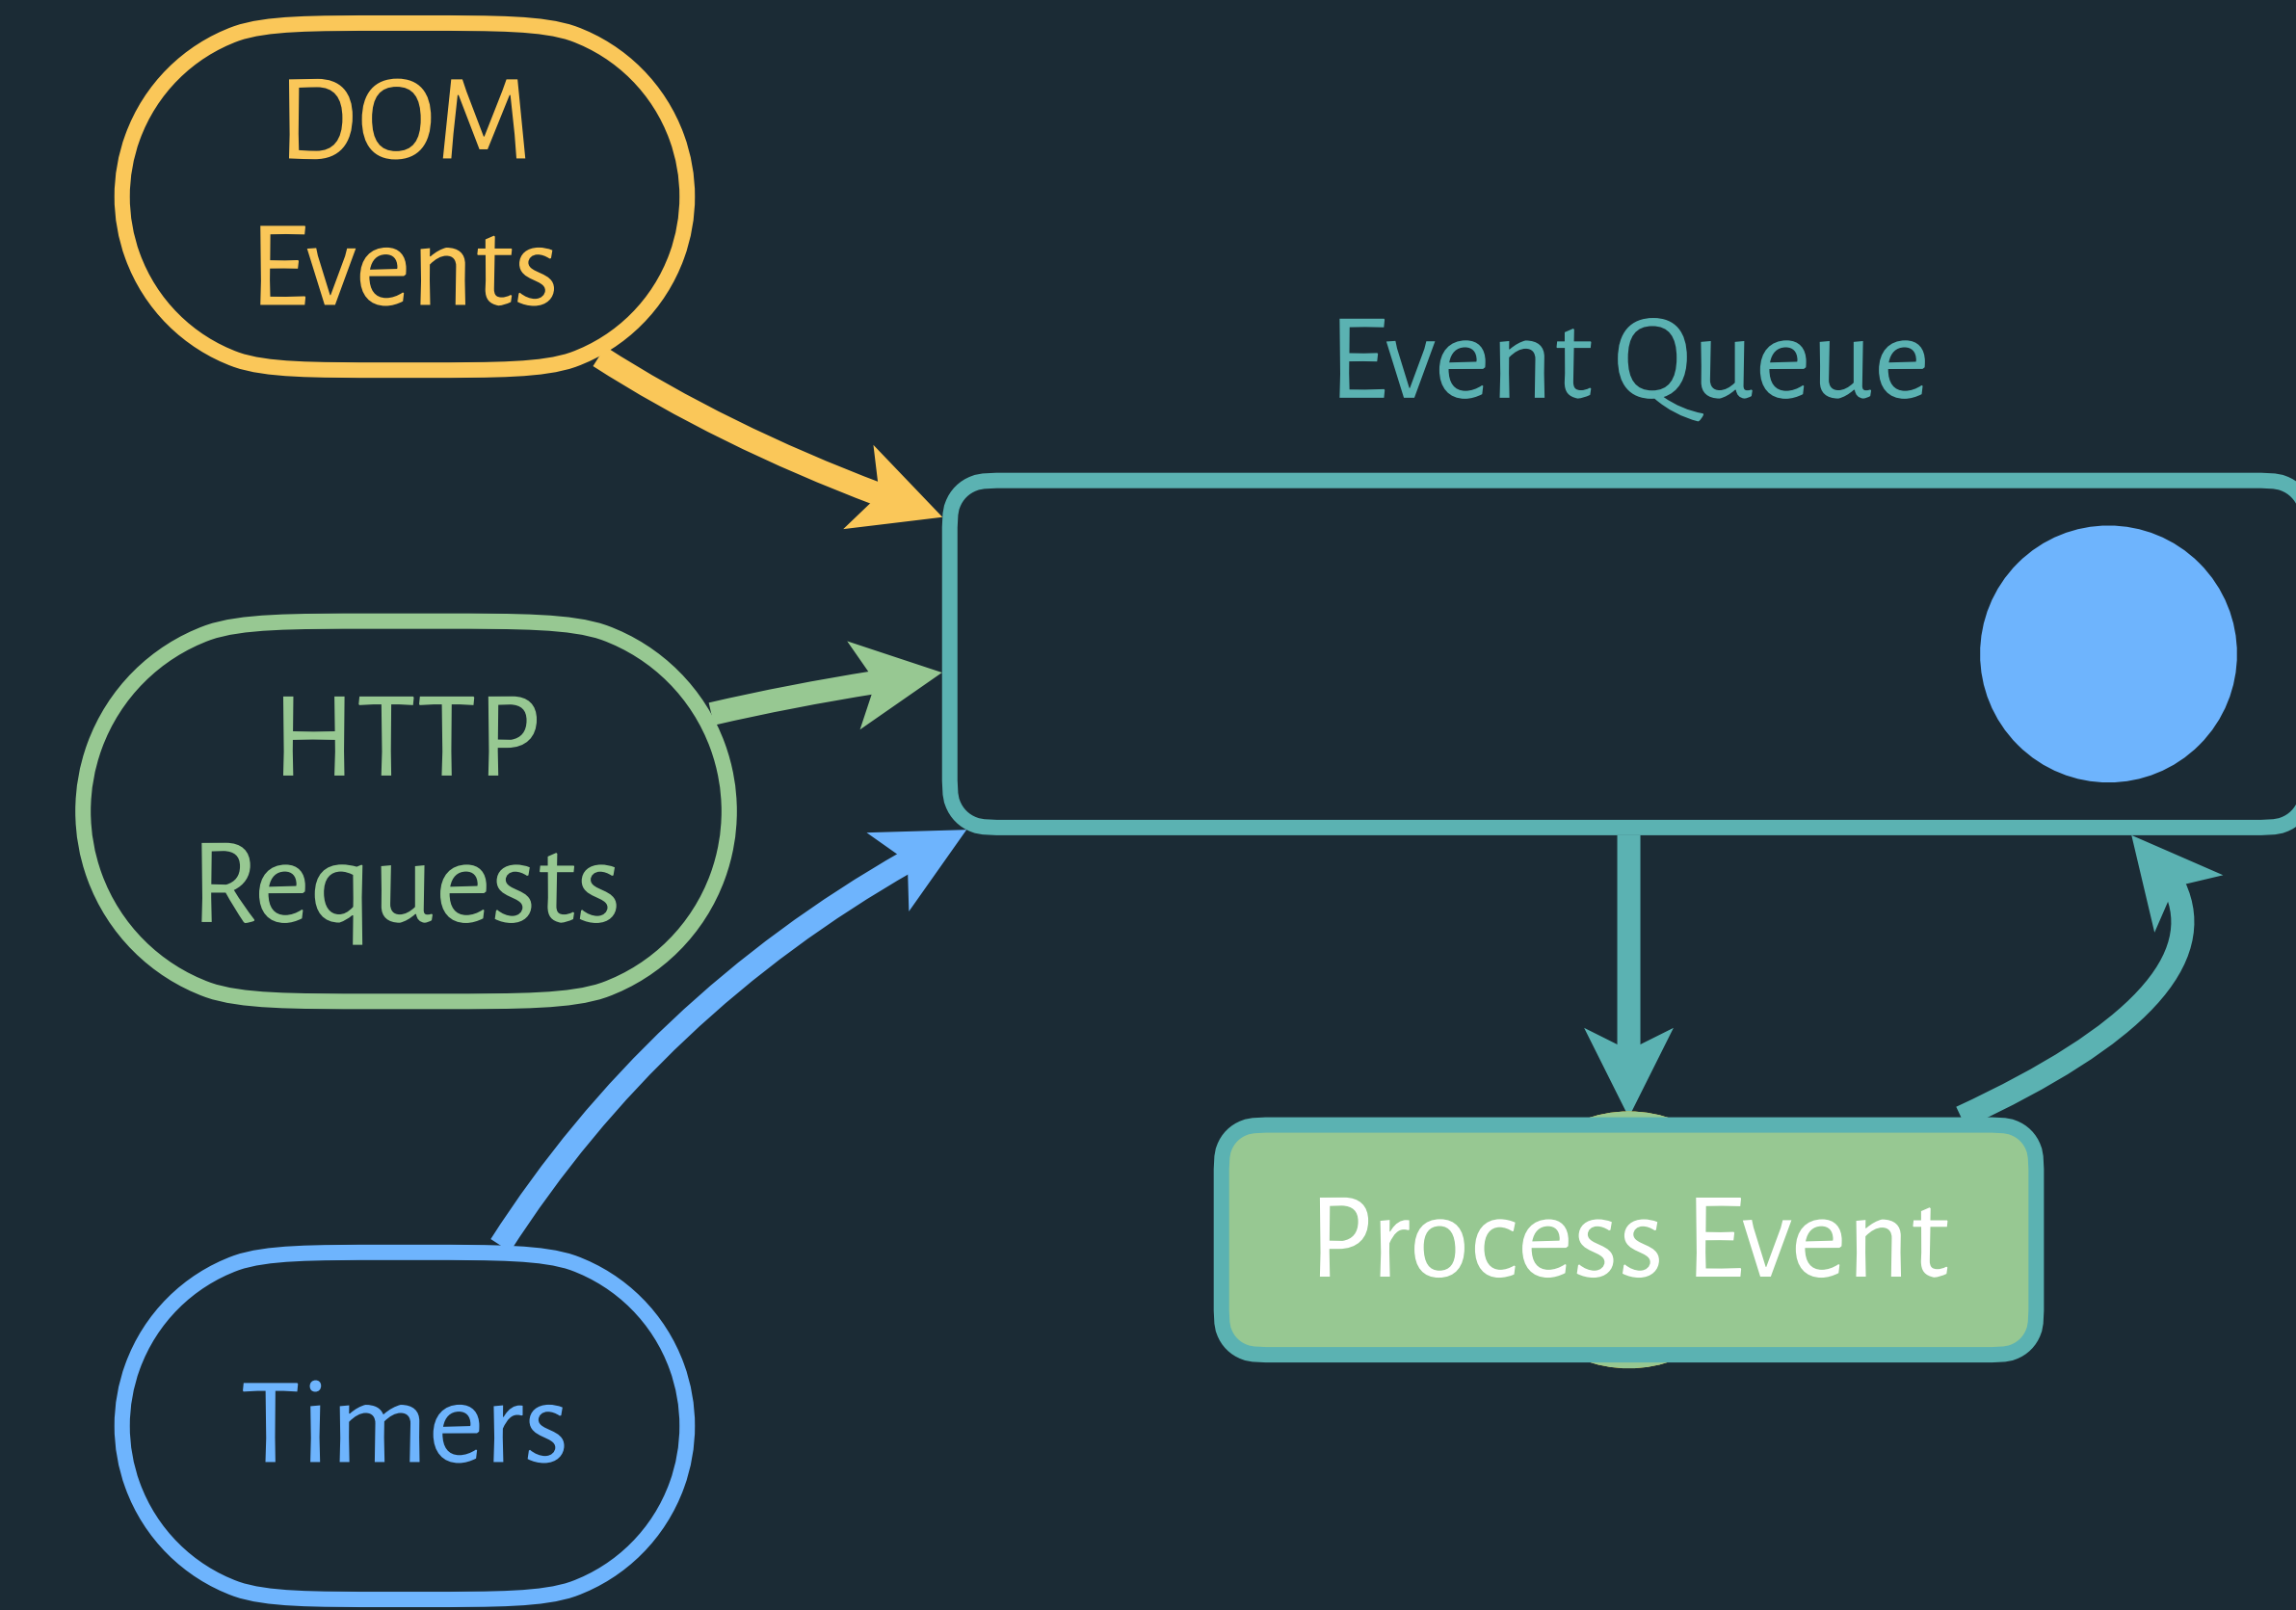 DOM
Events
Event Queue
HTTP
Requests
Process Event
Timers